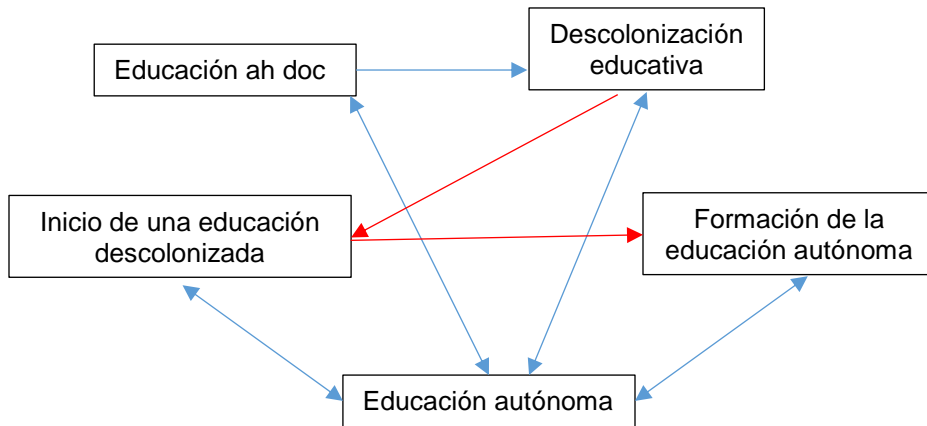 Descolonización
educativa
Educación ah doc
Inicio de una educación
descolonizada
Formación de la
educación autónoma
Educación autónoma